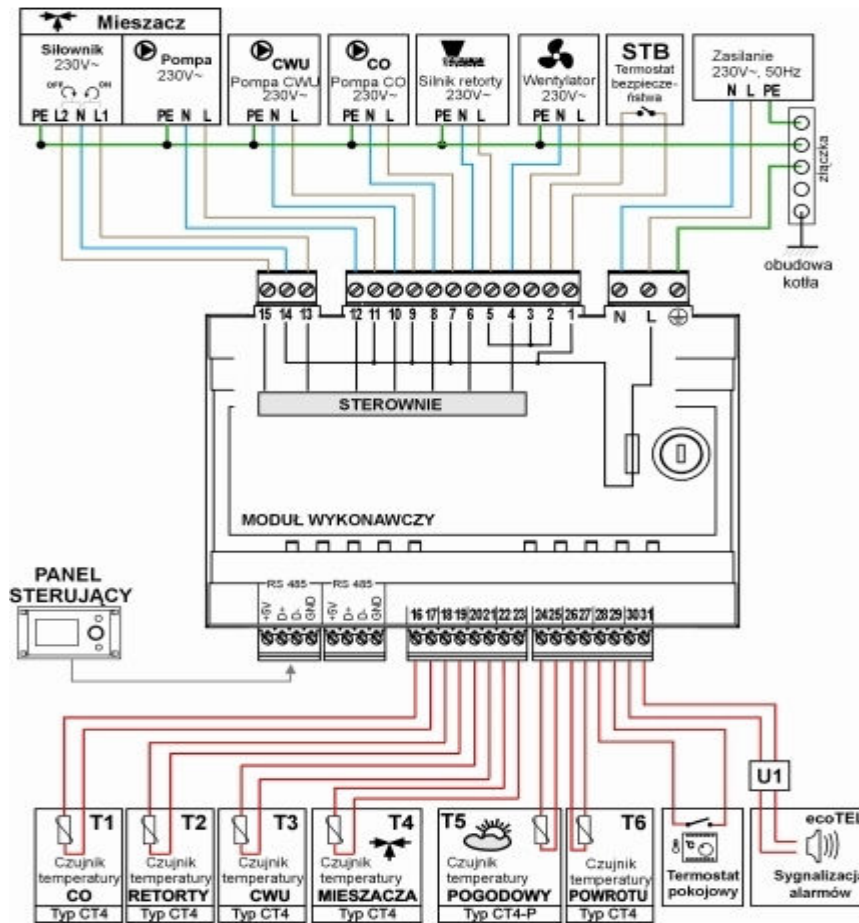 Mieszacz
Siłownik
230V~
OFF ON
PE L2 N L1
Pompa
230V~
PE N L
CWU
Pompa CWU
230V~
PE N L
CO
Pompa CO
230V~
PE N L
Silnik retorty
230V~
PE N L
Wentylator
230V~
PE N L
STB
Termostat
bezpiecze-
ństwa
Zasilanie
230V~, 50Hz
N L PE
złączka
obudowa
kotła
15 14 13
12 11 10 9 8 7 6 5 4 3 2 1
N L
STEROWNIE
MODUŁ WYKONAWCZY
PANEL
STERUJĄCY
RS 485
D+ D- GND
RS 485
D+ D- GND
16 17 18 19 20 21 22 23
24 25 26 27 28 29 30 31
U1
T1
Czujnik
temperatury
CO
Typ CT4
T2
Czujnik
temperatury
RETORTY
Typ CT4
T3
Czujnik
temperatury
CWU
Typ CT4
T4
Czujnik
temperatury
MIESZACZA
Typ CT4
T5
Czujnik
temperatury
POGODOWY
Typ CT4-P
T6
Czujnik
temperatury
POWROTU
Typ CT4
°C
Termostat
pokojowy
ecoTEL
Sygnalizacja
alarmów